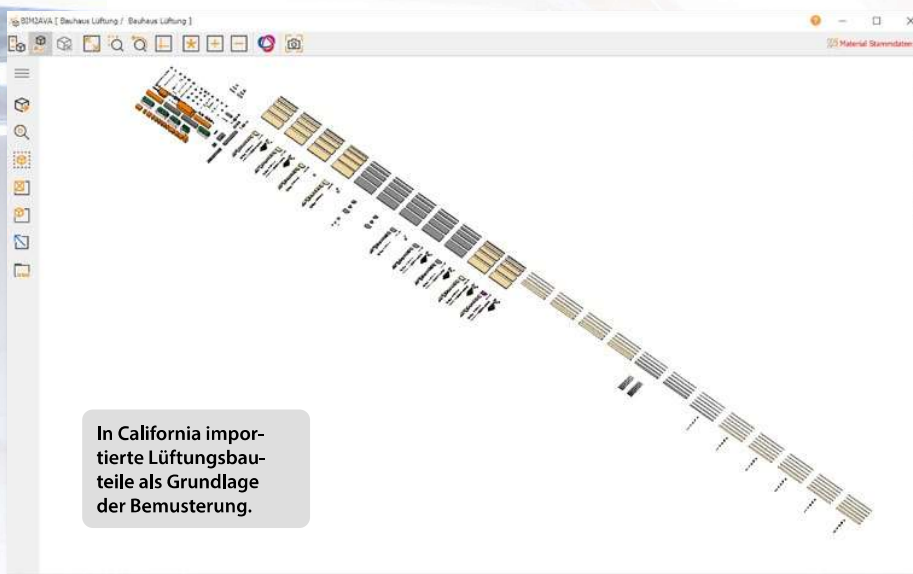 BIM2AVA [ Bauhaus Lüftung / Bauhaus Lüftung ]
Material Stammdaten
In California impor-
tierte Lüftungsbau-
teile als Grundlage
der Bemusterung.